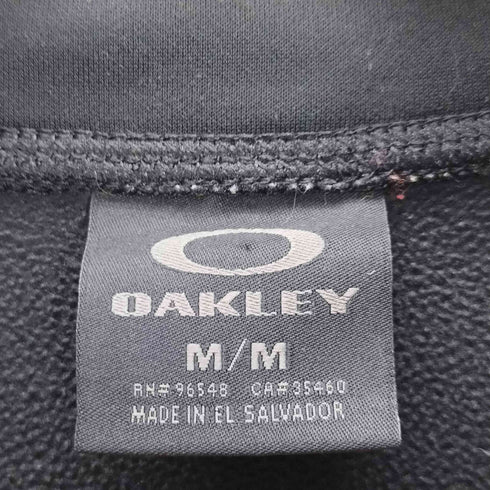 OAKLEY
M/M
RN# 96548 CA# 35460
MADE IN EL SALVADOR